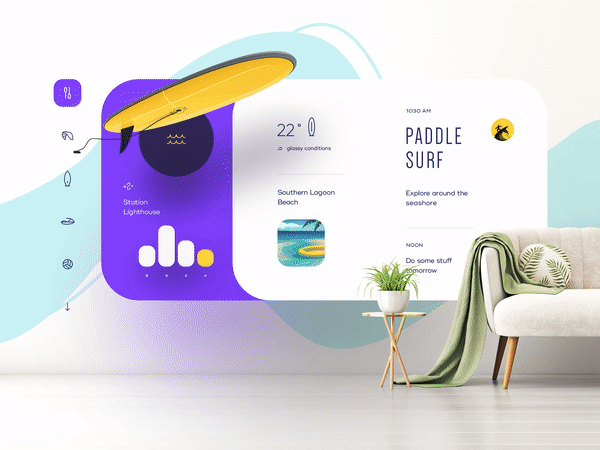 Station
Lighthouse
22°
glassy conditions
Southern Lagoon
Beach
1030 AM
PADDLE
SURF
Explore around the
seashore
NOON
Do some stuff
tomorrow